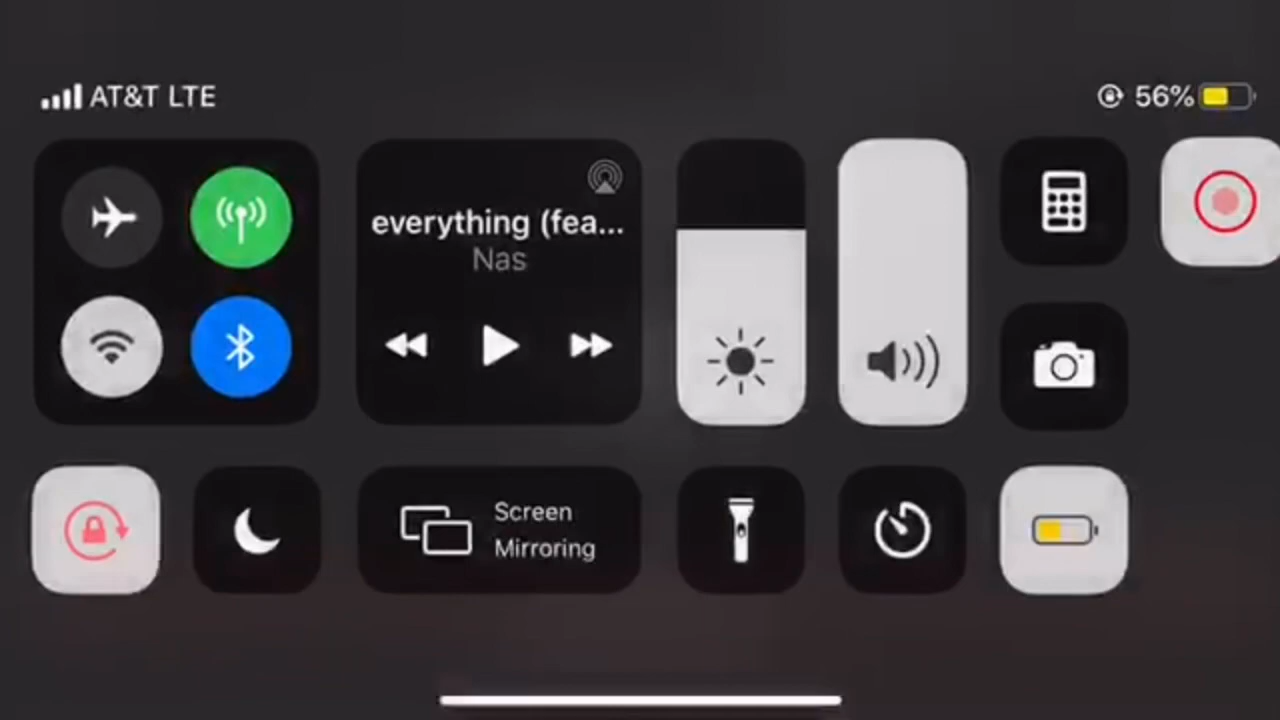 AT&T LTE
56%
everything (fea...
Nas
Screen
Mirroring